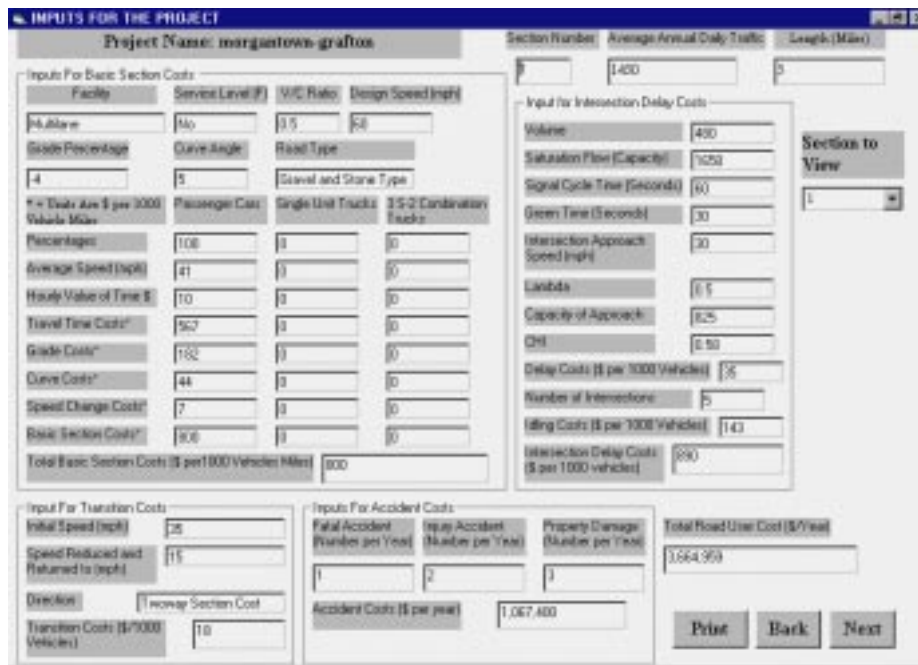 INPUTS FOR THE PROJECT
Project Name: morgantown-grafton
Section Number Average Annual Daily Traffic Length (Miles)
1480 3
Inputs For Basic Section Costs
Facility Service Level (F) V/C Ratio Design Speed (mph)
Multilane No 0.5 60
Grade Percentage Curve Angle Road Type
-4 5 Gravel and Stone Type
* = Units Are $ per 1000 Vehicle Miles
Passenger Cars Single Unit Trucks 3 S-2 Combination Trucks
Percentages 100 0 0
Average Speed (mph) 41 0 0
Hourly Value of Time $ 10 0 0
Travel Time Costs* 567 0 0
Grade Costs* 182 0 0
Curve Costs* 44 0 0
Speed Change Costs* 7 0 0
Basic Section Costs* 800 0 0
Total Basic Section Costs ($ per1000 Vehicles Miles) 800
Input for Intersection Delay Costs
Volume 480
Saturation Flow (Capacity) 1650
Signal Cycle Time (Seconds) 60
Green Time (Seconds) 30
Intersection Approach Speed (mph) 30
Lambda 0.5
Capacity of Approach 825
CHI 0.58
Delay Costs ($ per 1000 Vehicles) 35
Number of Intersections 5
Idling Costs ($ per 1000 Vehicles) 143
Intersection Delay Costs ($ per 1000 vehicles) 890
Section to View
1
Input For Transition Costs
Initial Speed (mph) 35
Speed Reduced and Returned to (mph) 15
Direction Twoway Section Cost
Transition Costs ($/1000 Vehicles) 18
Inputs For Accident Costs
Fatal Accident (Number per Year) Injury Accident (Number per Year) Property Damage (Number per Year)
1 2 3
Accident Costs ($ per year) 1,067,400
Total Road User Cost ($/Year)
3,664,959
Print Back Next